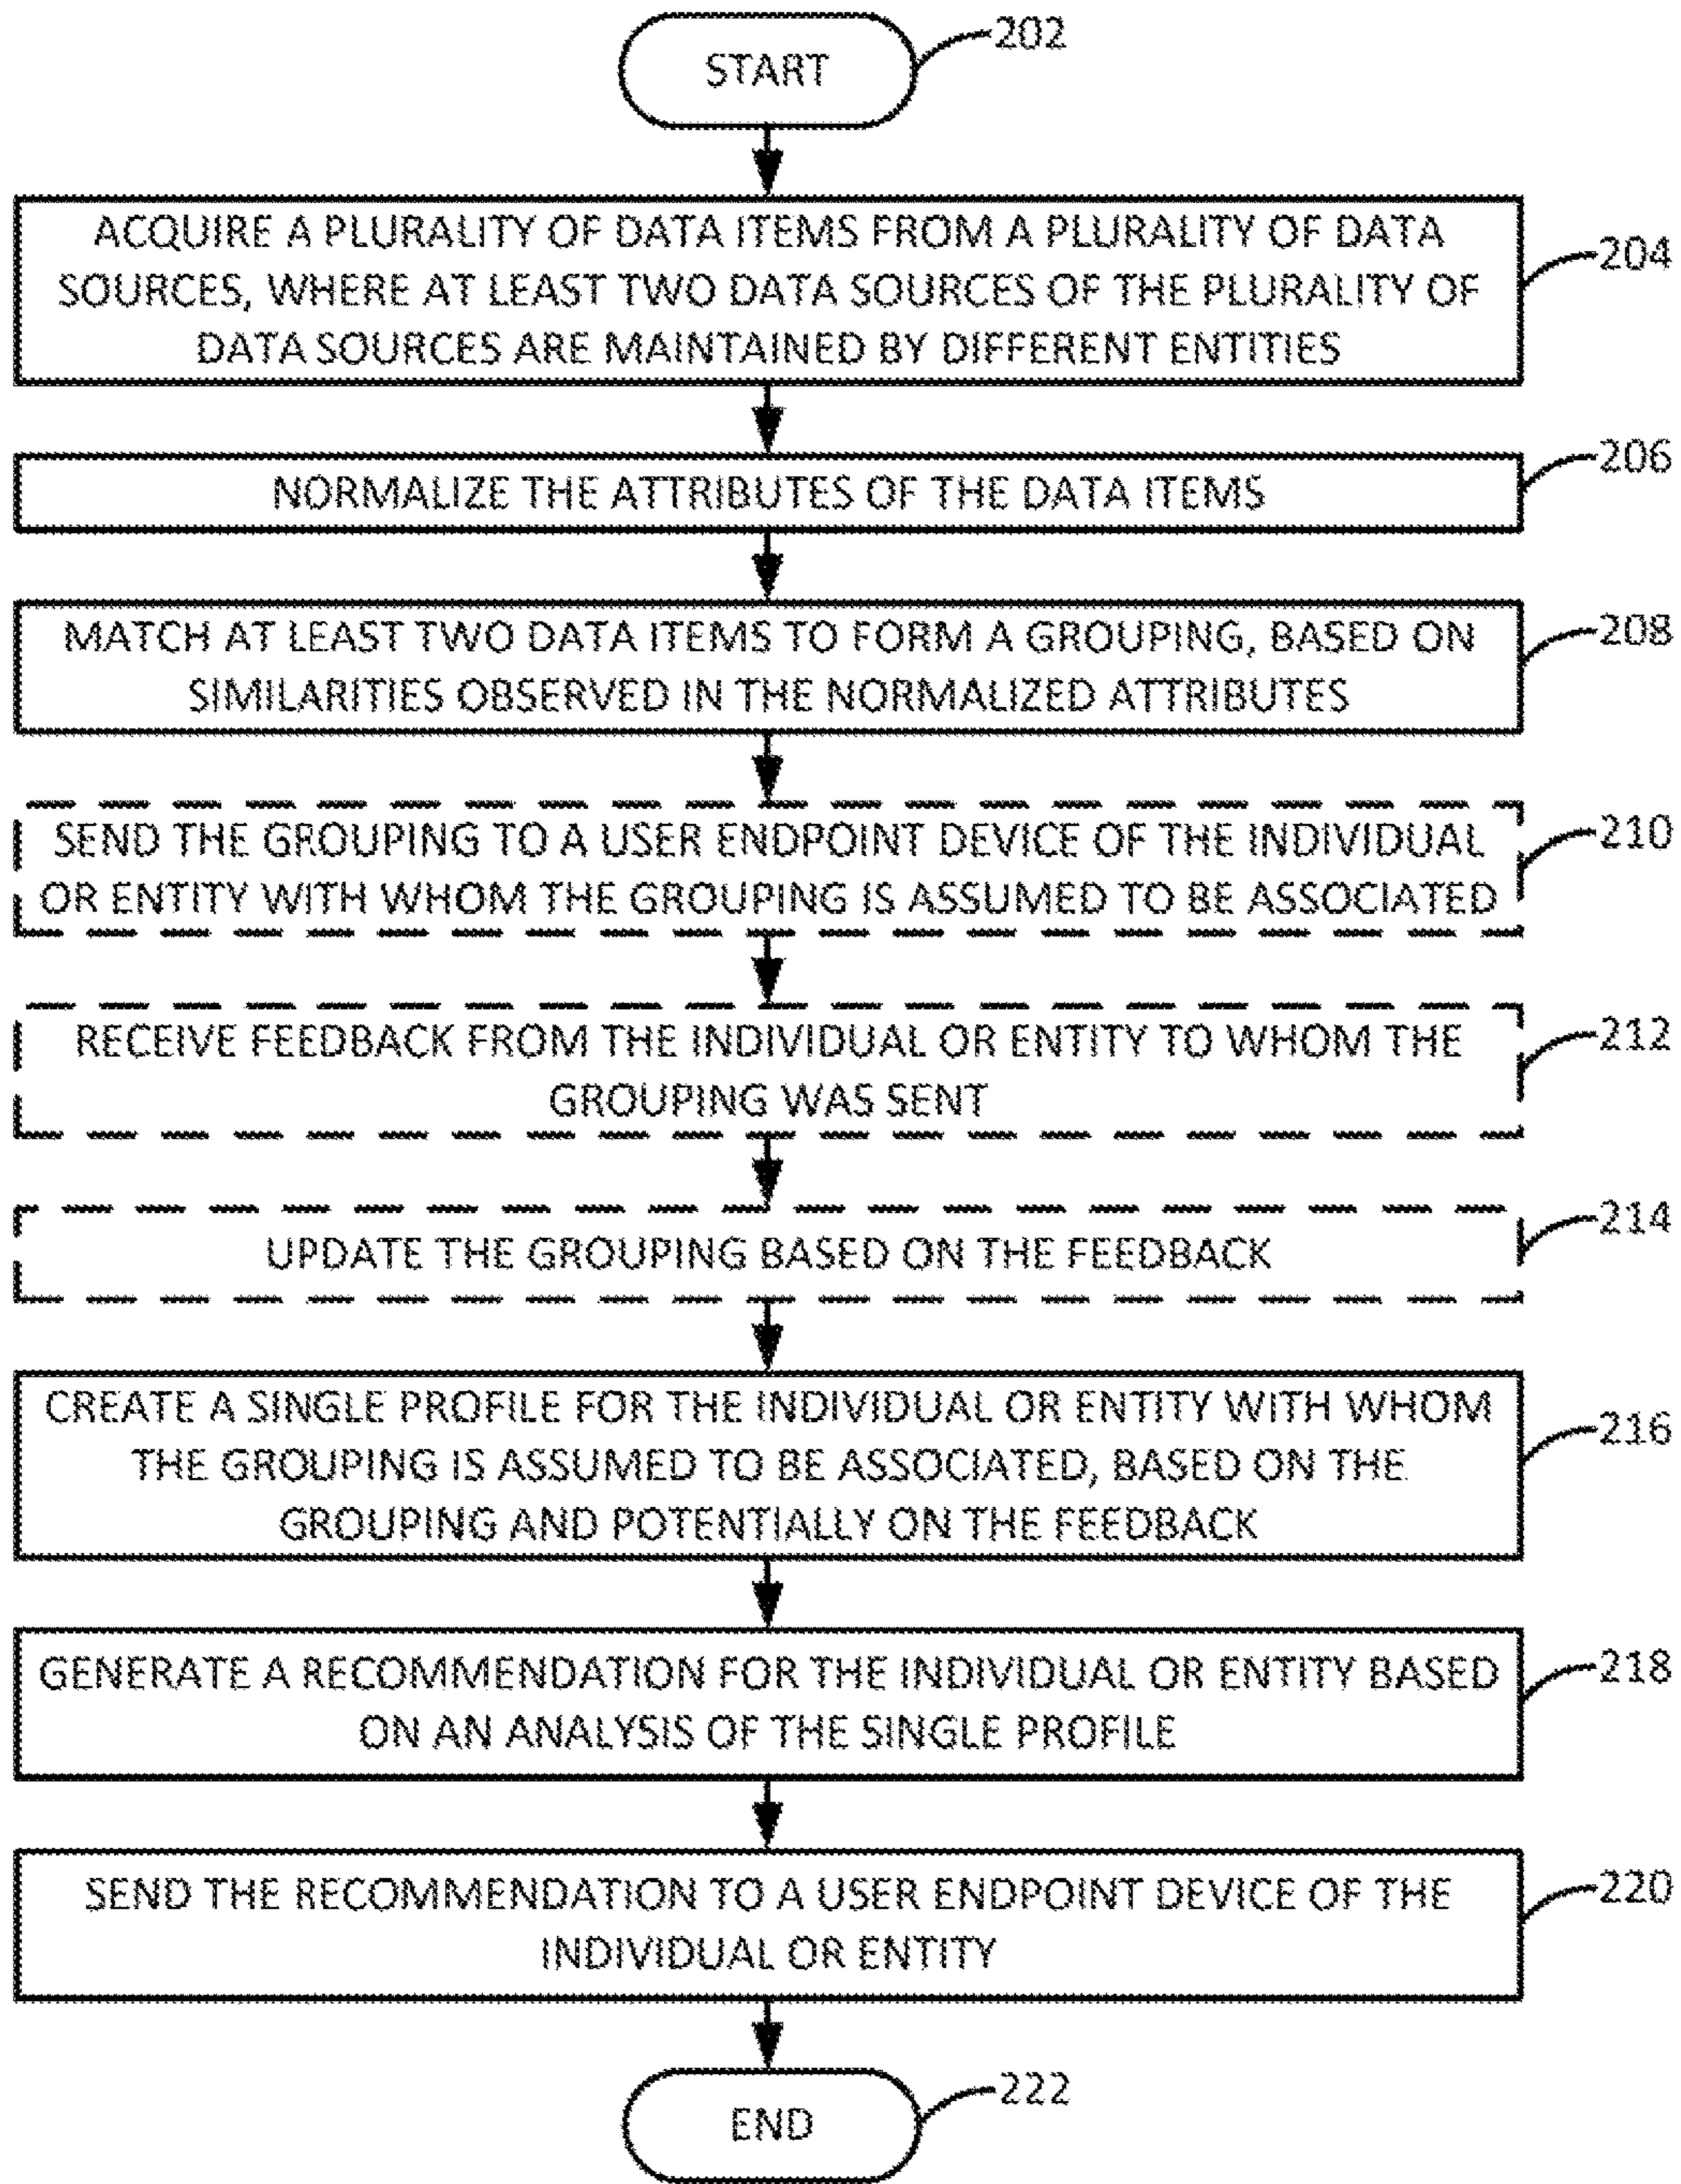 START
202
ACQUIRE A PLURALITY OF DATA ITEMS FROM A PLURALITY OF DATA
SOURCES, WHERE AT LEAST TWO DATA SOURCES OF THE PLURALITY OF
DATA SOURCES ARE MAINTAINED BY DIFFERENT ENTITIES
204
NORMALIZE THE ATTRIBUTES OF THE DATA ITEMS
206
MATCH AT LEAST TWO DATA ITEMS TO FORM A GROUPING, BASED ON
SIMILARITIES OBSERVED IN THE NORMALIZED ATTRIBUTES
208
SEND THE GROUPING TO A USER ENDPOINT DEVICE OF THE INDIVIDUAL
OR ENTITY WITH WHOM THE GROUPING IS ASSUMED TO BE ASSOCIATED
210
RECEIVE FEEDBACK FROM THE INDIVIDUAL OR ENTITY TO WHOM THE
GROUPING WAS SENT
212
UPDATE THE GROUPING BASED ON THE FEEDBACK
214
CREATE A SINGLE PROFILE FOR THE INDIVIDUAL OR ENTITY WITH WHOM
THE GROUPING IS ASSUMED TO BE ASSOCIATED, BASED ON THE
GROUPING AND POTENTIALLY ON THE FEEDBACK
216
GENERATE A RECOMMENDATION FOR THE INDIVIDUAL OR ENTITY BASED
ON AN ANALYSIS OF THE SINGLE PROFILE
218
SEND THE RECOMMENDATION TO A USER ENDPOINT DEVICE OF THE
INDIVIDUAL OR ENTITY
220
END
222